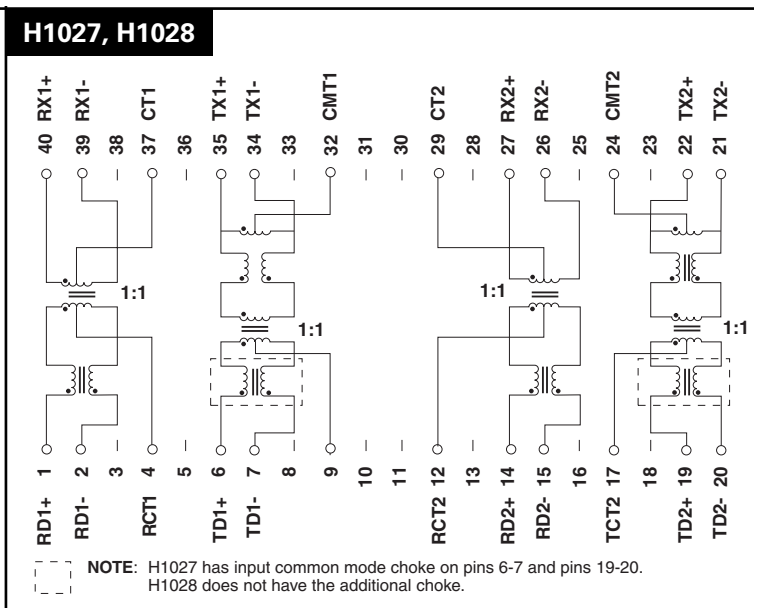 H1027, H1028
RX1+ RX1- CT1 TX1+ TX1- CMT1 CT2 RX2+ RX2- CMT2 TX2+ TX2-
40 39 38 37 36 35 34 33 32 31 30 29 28 27 26 25 24 23 22 21
1:1 1:1
1:1 1:1
1 2 3 4 5 6 7 8 9 10 11 12 13 14 15 16 17 18 19 20
RD1+ RD1- RCT1 TD1+ TD1- RCT2 RD2+ RD2- TCT2 TD2+ TD2-
NOTE: H1027 has input common mode choke on pins 6-7 and pins 19-20.
H1028 does not have the additional choke.